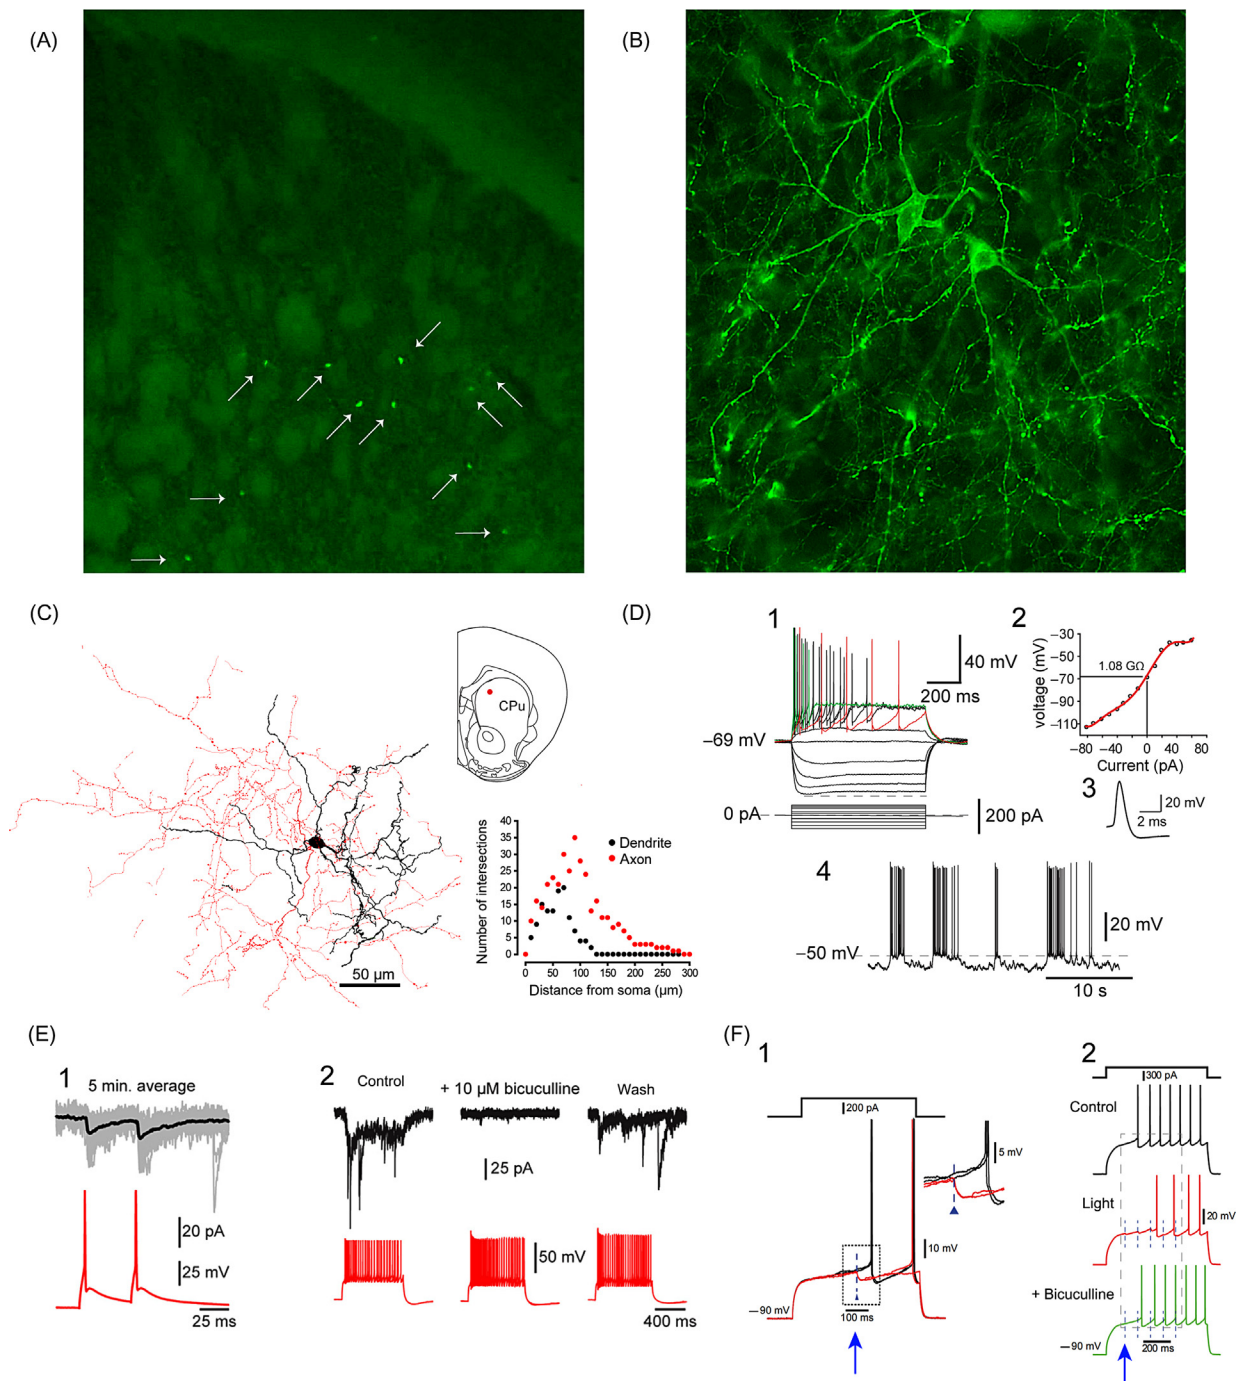 (A)
(B)
(C)
CPu
Number of intersections
40
35
30
25
20
15
10
5
0
Dendrite
Axon
0
50
100
150
200
250
300
Distance from soma (µm)
50 µm
(D)
1
40 mV
200 ms
–69 mV
0 pA
200 pA
2
voltage (mV)
–30
–50
–70
–90
–110
1.08 GΩ
–80
–40
0
40
80
Current (pA)
3
20 mV
2 ms
4
–50 mV
20 mV
10 s
(E)
1
5 min. average
20 pA
25 mV
25 ms
2
Control
+ 10 µM bicuculline
Wash
25 pA
50 mV
400 ms
(F)
1
200 pA
5 mV
10 mV
–90 mV
100 ms
2
300 pA
Control
Light
20 mV
+ Bicuculline
–90 mV
200 ms